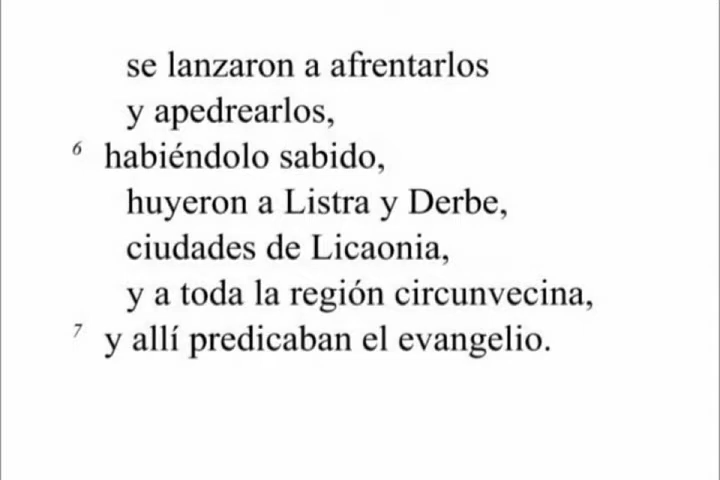 se lanzaron a afrentarlos
y apedrearlos,
6 habiéndolo sabido,
huyeron a Listra y Derbe,
ciudades de Licaonia,
y a toda la región circunvecina,
7 y allí predicaban el evangelio.